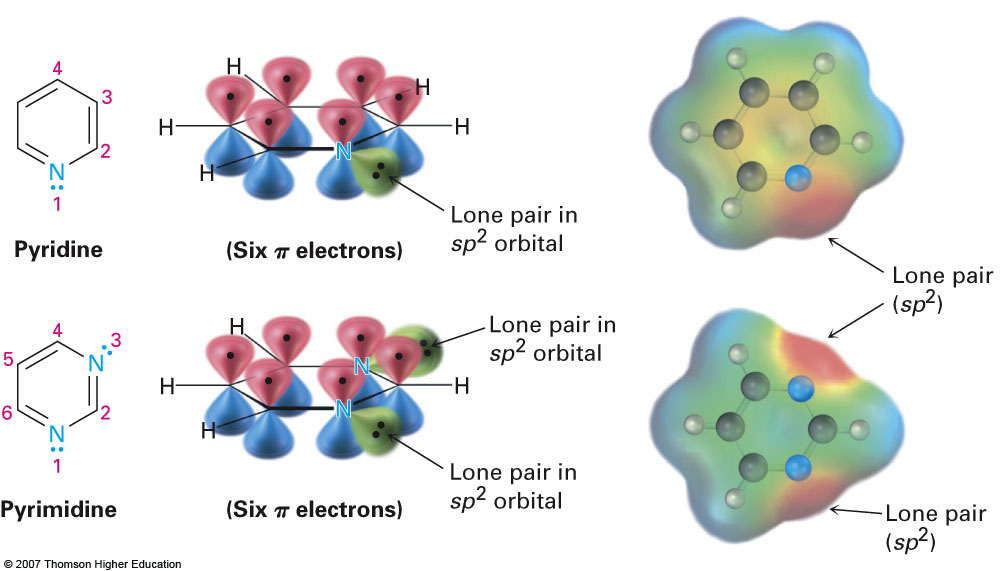 4
3
2
N
1
Pyridine
H
H
H
H
H
N
Lone pair in
sp2 orbital
(Six π electrons)
Lone pair
(sp2)
4
3
5
N
6
2
N
1
Pyrimidine
H
H
H
H
N
N
Lone pair in
sp2 orbital
Lone pair in
sp2 orbital
(Six π electrons)
Lone pair
(sp2)
© 2007 Thomson Higher Education